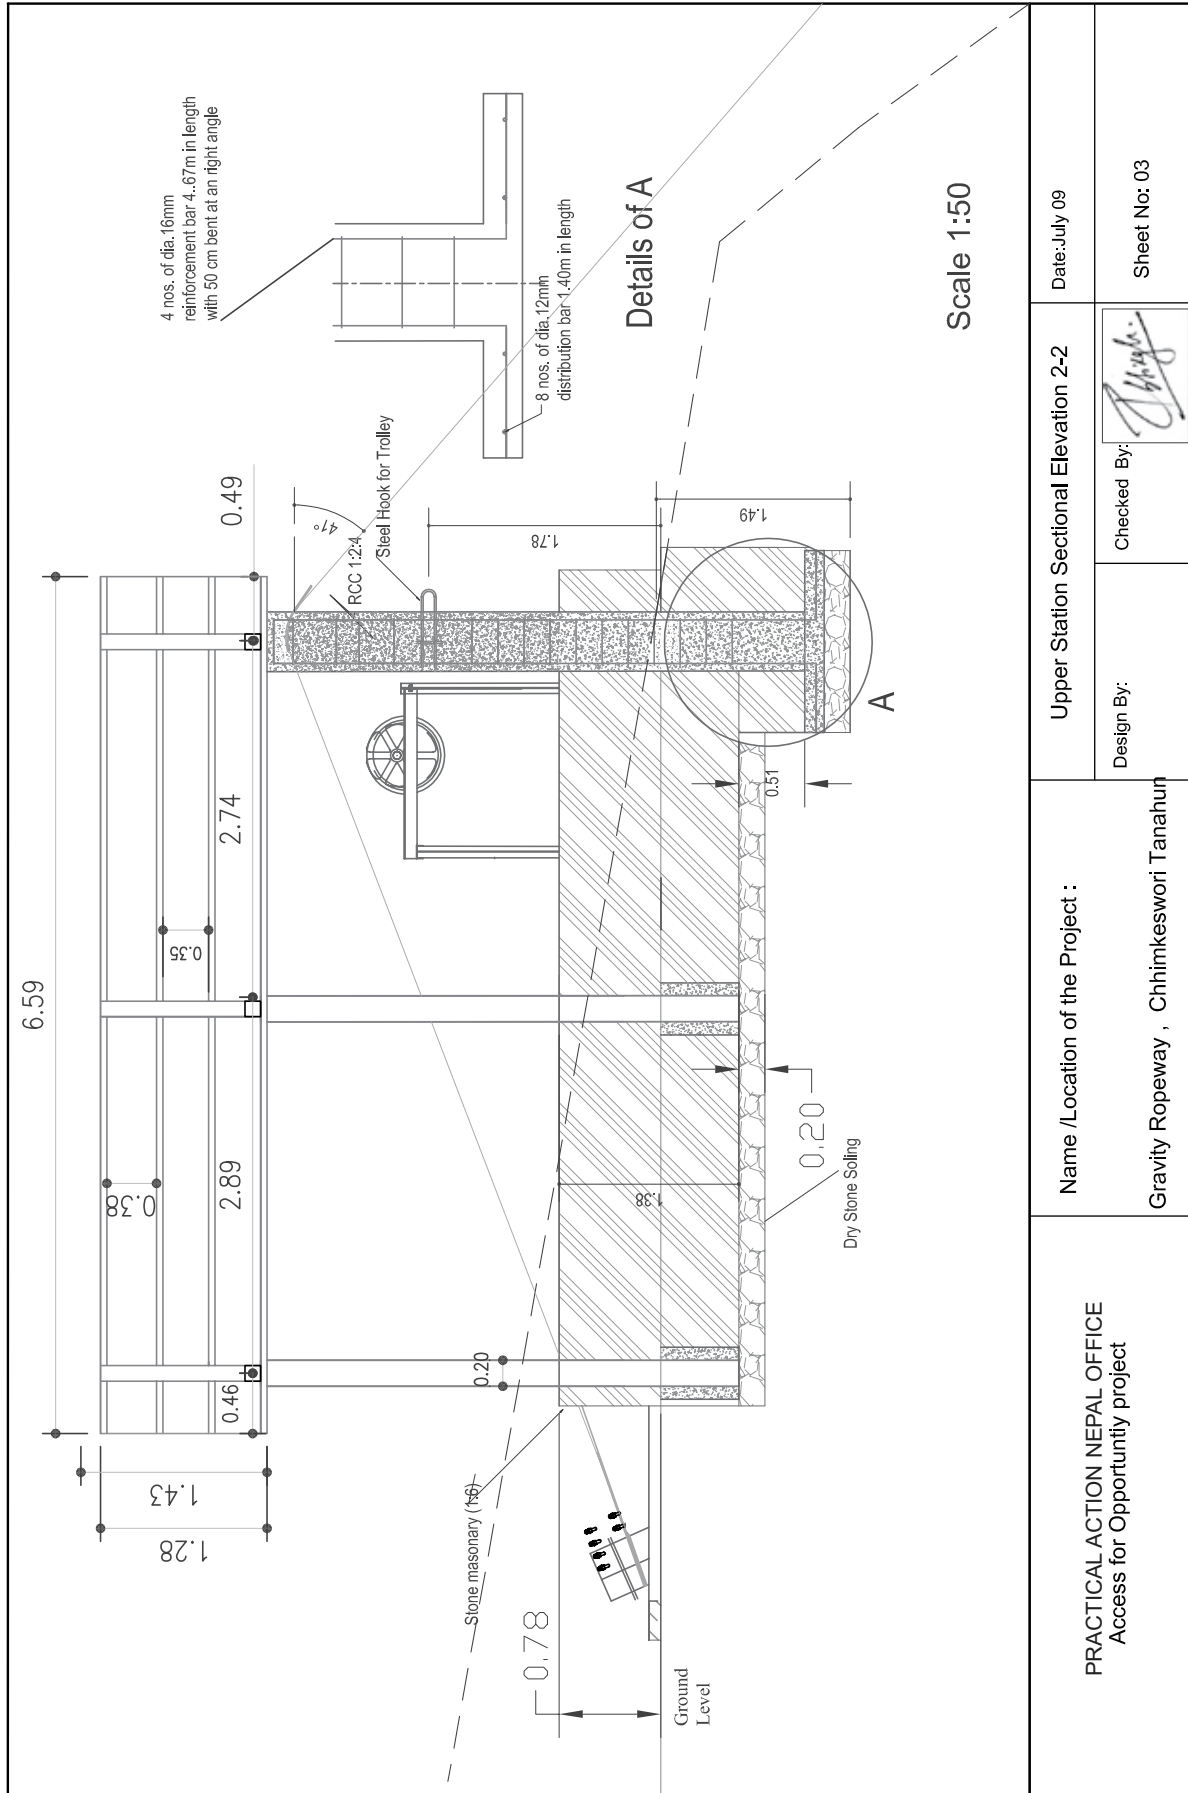 4 nos. of dia.16mm
reinforcement bar 4..67m in length
with 50 cm bent at an right angle
8 nos. of dia.12mm
distribution bar 1.40m in length
Details of A
Scale 1:50
6.59
0.49
2.74
0.35
2.89
0.38
0.46
1.43
1.28
41°
RCC 1:2:4
Steel Hook for Trolley
1.78
1.49
0.51
A
1.38
0.20
0.20
Dry Stone Soling
Stone masonary (1:6)
0.78
Ground
Level
PRACTICAL ACTION NEPAL OFFICE
Access for Opportuntiy project
Name /Location of the Project :
Gravity Ropeway , Chhimkeswori Tanahun
Upper Station Sectional Elevation 2-2
Design By:
Checked By:
Date:July 09
Sheet No: 03